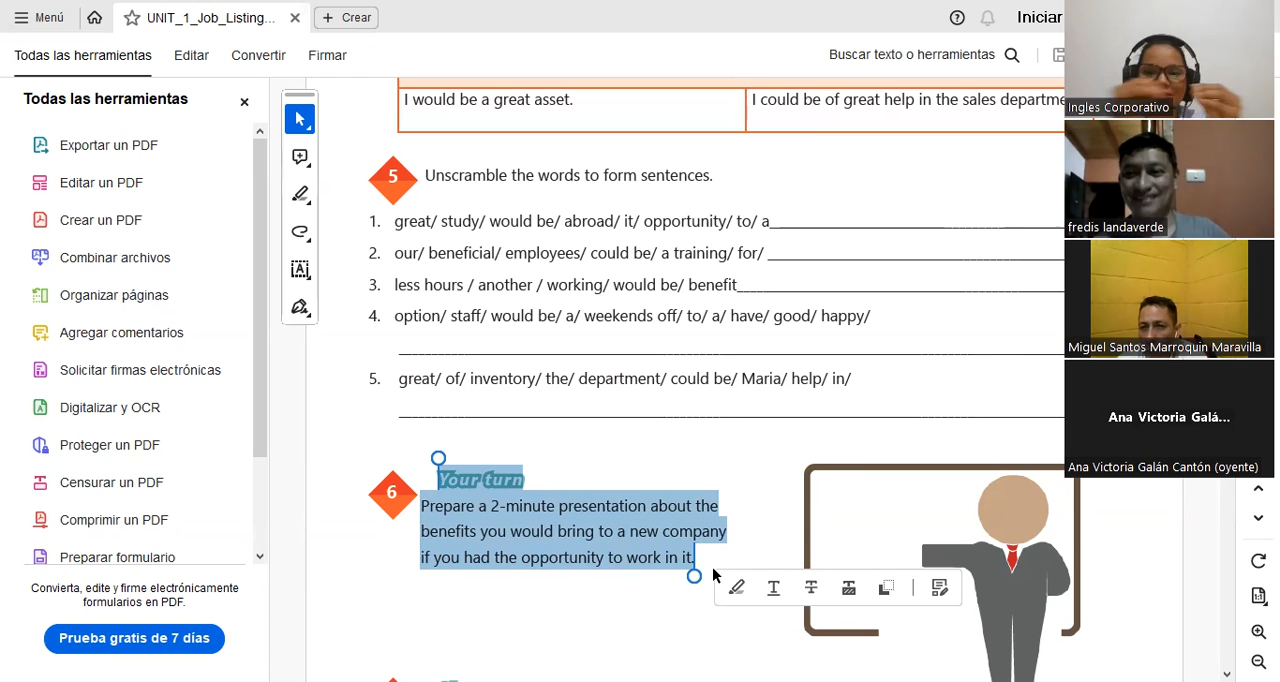 Menú
UNIT_1_Job_Listing...
Crear
Iniciar
Todas las herramientas
Editar
Convertir
Firmar
Buscar texto o herramientas
Todas las herramientas
Exportar un PDF
Editar un PDF
Crear un PDF
Combinar archivos
Organizar páginas
Agregar comentarios
Solicitar firmas electrónicas
Digitalizar y OCR
Proteger un PDF
Censurar un PDF
Comprimir un PDF
Preparar formulario
Convierta, edite y firme electrónicamente
formularios en PDF.
Prueba gratis de 7 días
I would be a great asset.
I could be of great help in the sales departme
5 Unscramble the words to form sentences.
1. great/ study/ would be/ abroad/ it/ opportunity/ to/ a
2. our/ beneficial/ employees/ could be/ a training/ for/
3. less hours / another / working/ would be/ benefit
4. option/ staff/ would be/ a/ weekends off/ to/ a/ have/ good/ happy/
5. great/ of/ inventory/ the/ department/ could be/ Maria/ help/ in/
6 Your turn
Prepare a 2-minute presentation about the
benefits you would bring to a new company
if you had the opportunity to work in it.
Ingles Corporativo
fredis landaverde
Miguel Santos Marroquin Maravilla
Ana Victoria Galá...
Ana Victoria Galán Cantón (oyente)